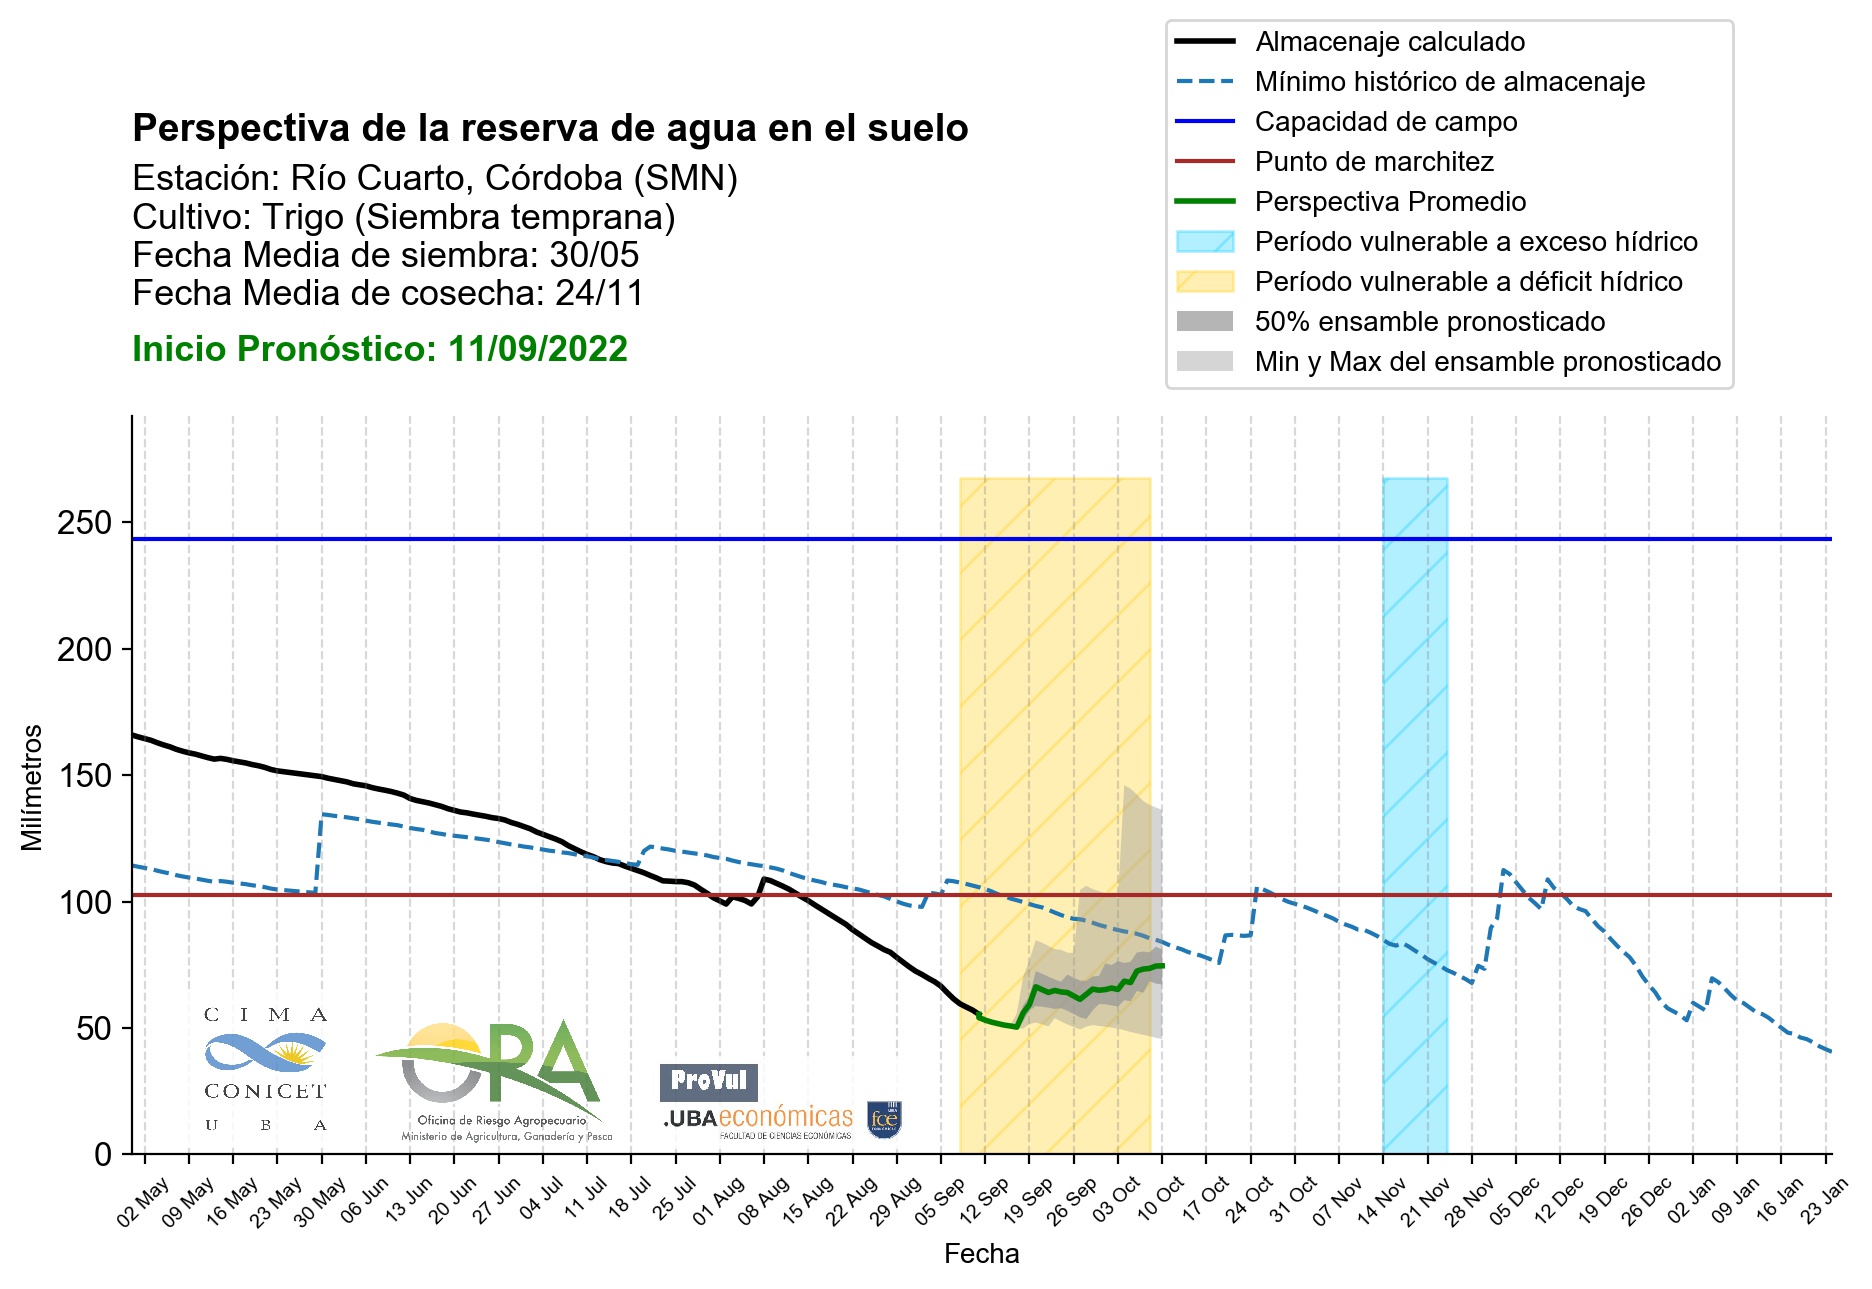 Almacenaje calculado
Mínimo histórico de almacenaje
Capacidad de campo
Punto de marchitez
Perspectiva Promedio
Período vulnerable a exceso hídrico
Período vulnerable a déficit hídrico
50% ensamble pronosticado
Min y Max del ensamble pronosticado
Perspectiva de la reserva de agua en el suelo
Estación: Río Cuarto, Córdoba (SMN)
Cultivo: Trigo (Siembra temprana)
Fecha Media de siembra: 30/05
Fecha Media de cosecha: 24/11
Inicio Pronóstico: 11/09/2022
Milímetros
250
200
150
100
50
0
CIMA
CONICET
UBA
ORA
Oficina de Riesgo Agropecuario
Ministerio de Agricultura, Ganadería y Pesca
ProVul
.UBAeconómicas
FACULTAD DE CIENCIAS ECONÓMICAS
fce
02 May 09 May 16 May 23 May 30 May 06 Jun 13 Jun 20 Jun 27 Jun 04 Jul 11 Jul 18 Jul 25 Jul 01 Aug 08 Aug 15 Aug 22 Aug 29 Aug 05 Sep 12 Sep 19 Sep 26 Sep 03 Oct 10 Oct 17 Oct 24 Oct 31 Oct 07 Nov 14 Nov 21 Nov 28 Nov 05 Dec 12 Dec 19 Dec 26 Dec 02 Jan 09 Jan 16 Jan 23 Jan
Fecha